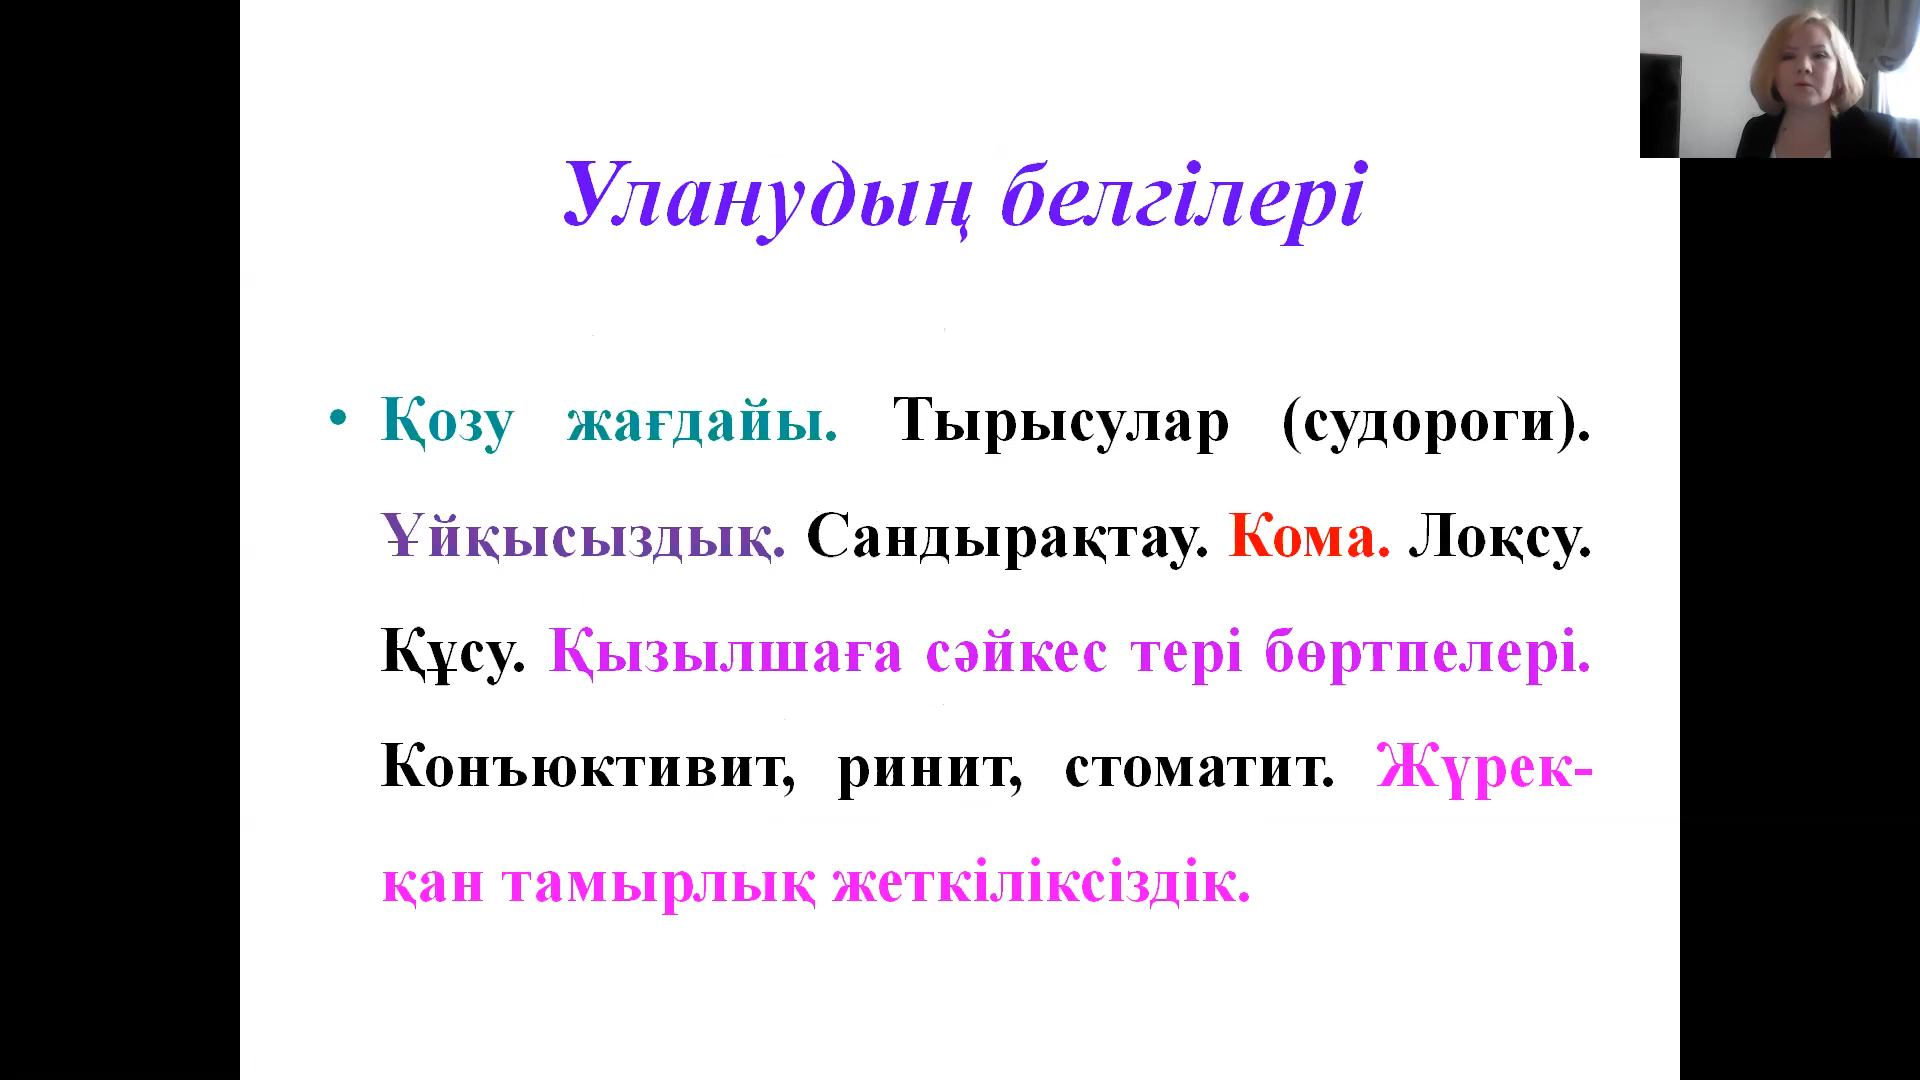 Уланудың белгілері
• Қозу жағдайы. Тырысулар (судороги).
Ұйқысыздық. Сандырақтау. Кома. Лоқсу.
Құсу. Қызылшаға сәйкес тері бөртпелері.
Конъюктивит, ринит, стоматит. Жүрек-
қан тамырлық жеткіліксіздік.